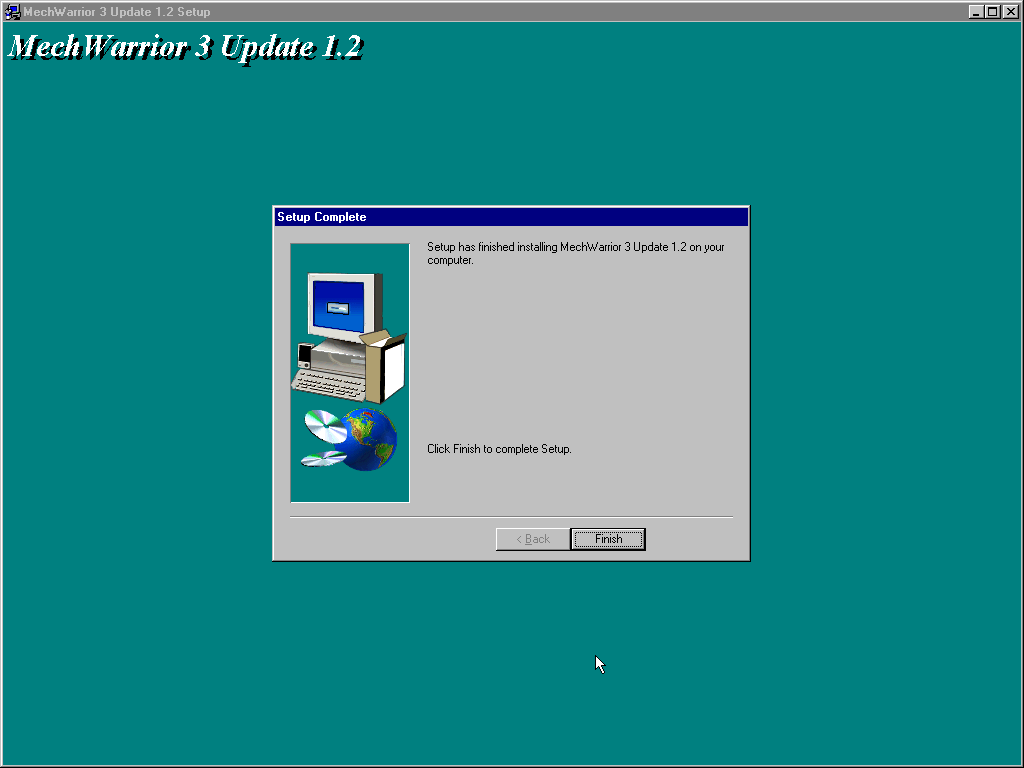 MechWarrior 3 Update 1.2 Setup
MechWarrior 3 Update 1.2
Setup Complete
Setup has finished installing MechWarrior 3 Update 1.2 on your
computer.
Click Finish to complete Setup.
< Back
Finish